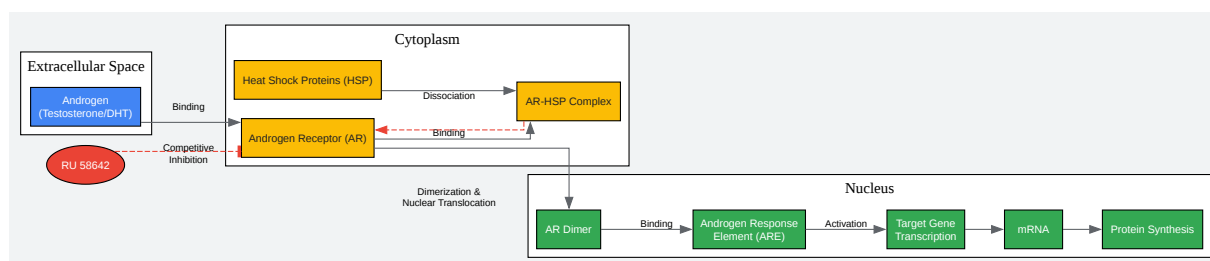 Cytoplasm
Extracellular Space
Heat Shock Proteins (HSP)
Androgen
(Testosterone/DHT)
Binding
Dissociation
AR-HSP Complex
Androgen Receptor (AR)
Binding
RU 58642
Competitive
Inhibition
Dimerization &
Nuclear Translocation
Nucleus
AR Dimer
Binding
Androgen Response
Element (ARE)
Activation
Target Gene
Transcription
mRNA
Protein Synthesis